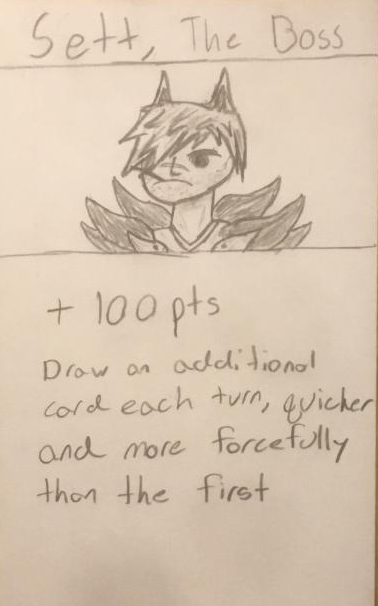 Sett, The Boss
+ 100 pts
Draw an additional
card each turn, quicker
and more forcefully
than the first